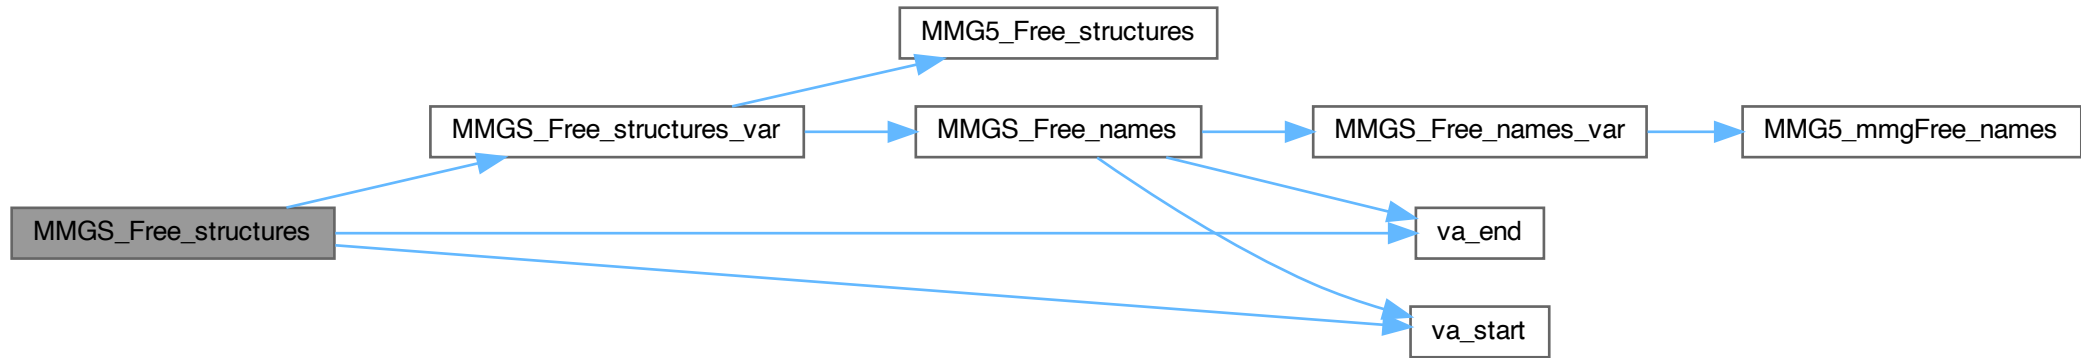 MMG5_Free_structures
MMGS_Free_structures_var
MMGS_Free_names
MMGS_Free_names_var
MMG5_mmgFree_names
MMGS_Free_structures
va_end
va_start